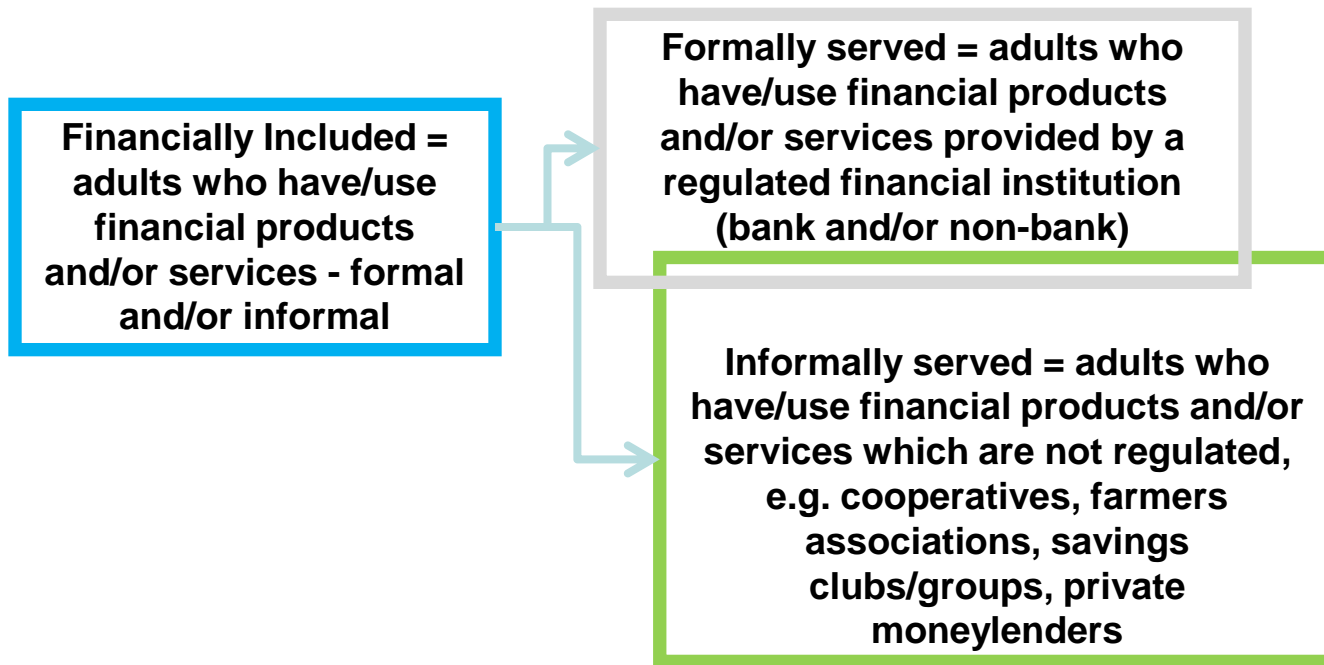 Financially Included =
adults who have/use
financial products
and/or services - formal
and/or informal
Formally served = adults who
have/use financial products
and/or services provided by a
regulated financial institution
(bank and/or non-bank)
Informally served = adults who
have/use financial products and/or
services which are not regulated,
e.g. cooperatives, farmers
associations, savings
clubs/groups, private
moneylenders